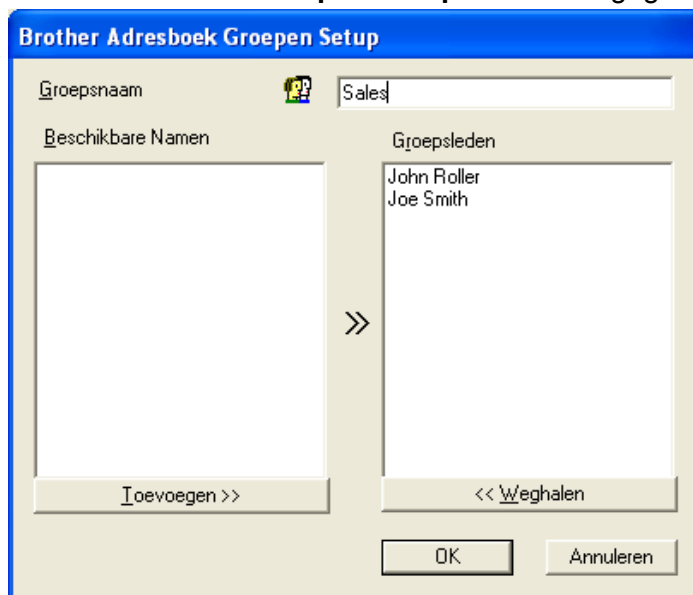 Brother Adresboek Groepen Setup
Groepsnaam
Sales
Beschikbare Namen
Groepsleden
John Roller
Joe Smith
>>
Toevoegen >>
<< Weghalen
OK
Annuleren